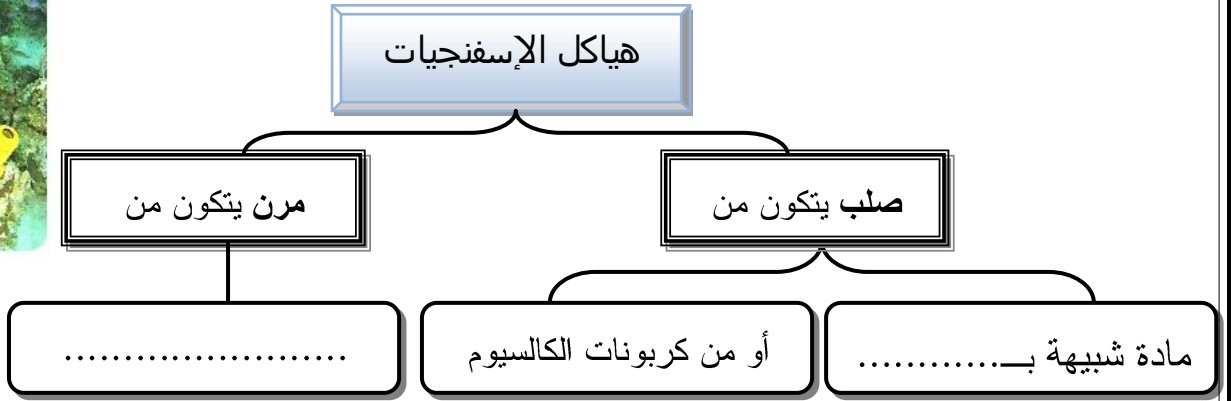 هياكل الإسفنجيات
صلب يتكون من
مرن يتكون من
مادة شبيهة بـــ............
أو من كربونات الكالسيوم
........................